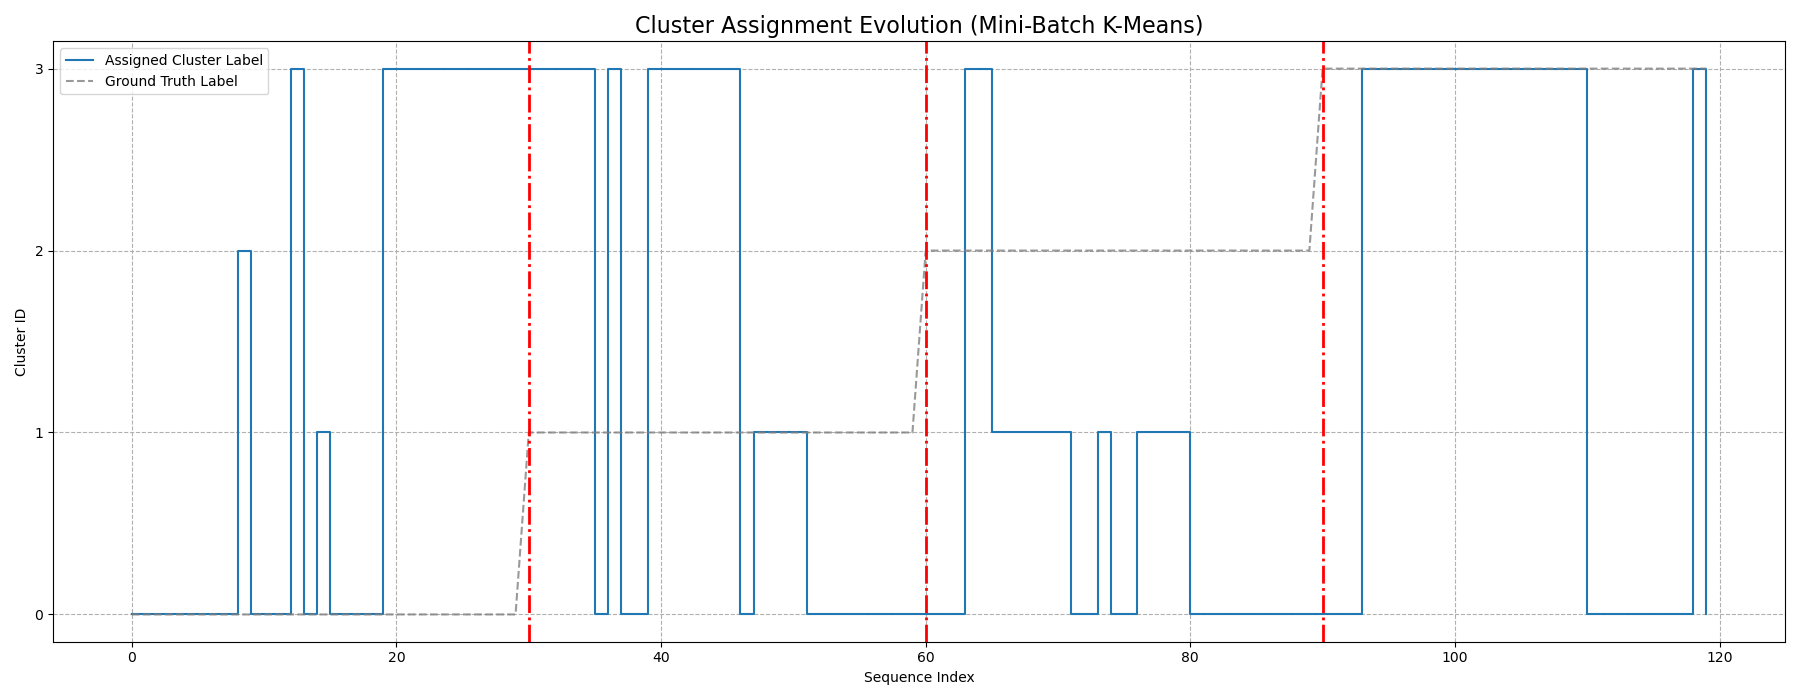 Cluster Assignment Evolution (Mini-Batch K-Means)
Assigned Cluster Label
Ground Truth Label
3
2
1
0
Cluster ID
0 20 40 60 80 100 120
Sequence Index